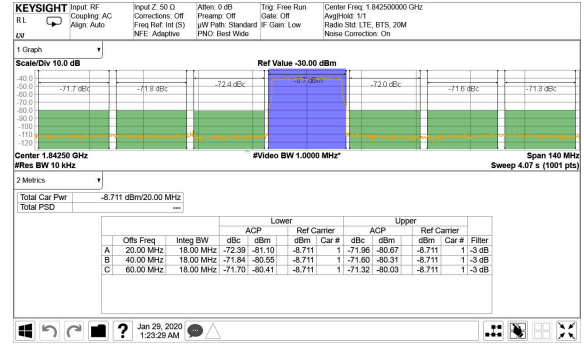 KEYSIGHT Input: RF Input Z: 50 Ω Atten: 0 dB Trig: Free Run Center Freq: 1.842500000 GHz
RL Coupling: AC Corrections: Off Preamp: Off Gate: Off Avg|Hold: 1/1
Align: Auto Freq Ref: Int (S) µW Path: Standard IF Gain: Low Radio Std: LTE, BTS, 20M
LXI NFE: Adaptive PNO: Best Wide Noise Correction: On
1 Graph
Scale/Div 10.0 dB Ref Value -30.00 dBm
-40.0
-50.0
-60.0
-70.0
-80.0
-90.0
-100
-110
-120
-71.7 dBc -71.8 dBc -72.4 dBc -8.7 dBm -72.0 dBc -71.6 dBc -71.3 dBc
Center 1.84250 GHz #Video BW 1.0000 MHz* Span 140 MHz
#Res BW 10 kHz Sweep 4.07 s (1001 pts)
2 Metrics
Total Car Pwr -8.711 dBm/20.00 MHz
Total PSD ---
Lower Upper
ACP Ref Carrier ACP Ref Carrier
Offs Freq Integ BW dBc dBm dBm Car # dBc dBm dBm Car # Filter
A 20.00 MHz 18.00 MHz -72.39 -81.10 -8.711 1 -71.96 -80.67 -8.711 1 -3 dB
B 40.00 MHz 18.00 MHz -71.84 -80.55 -8.711 1 -71.60 -80.31 -8.711 1 -3 dB
C 60.00 MHz 18.00 MHz -71.70 -80.41 -8.711 1 -71.32 -80.03 -8.711 1 -3 dB
? Jan 29, 2020
1:23:29 AM